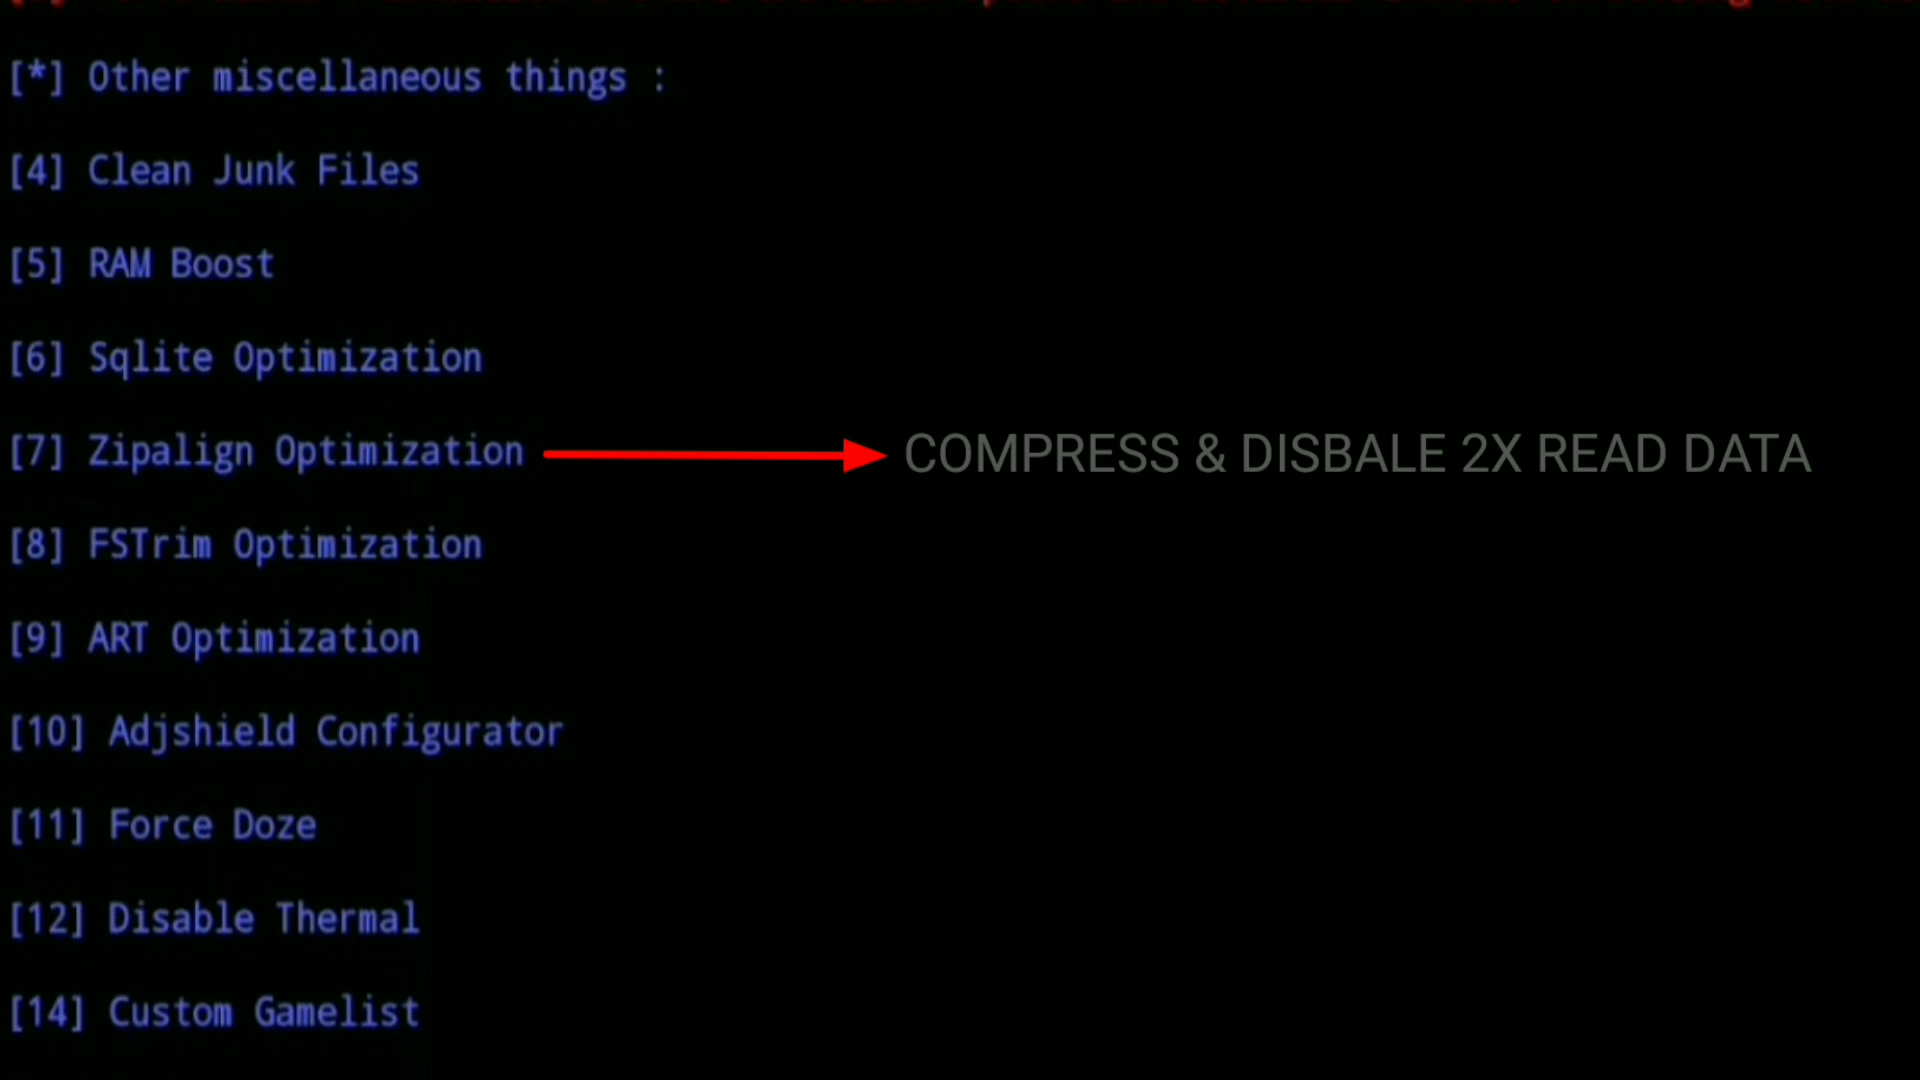 [*] Other miscellaneous things :
[4] Clean Junk Files
[5] RAM Boost
[6] Sqlite Optimization
[7] Zipalign Optimization
COMPRESS & DISBALE 2X READ DATA
[8] FSTrim Optimization
[9] ART Optimization
[10] Adjshield Configurator
[11] Force Doze
[12] Disable Thermal
[14] Custom Gamelist